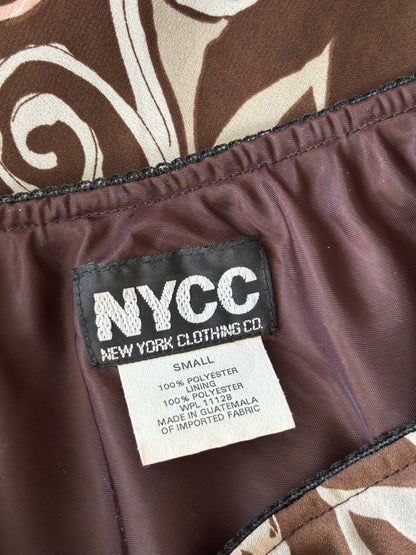 NYCC
NEW YORK CLOTHING CO.
SMALL
100% POLYESTER
LINING
100% POLYESTER
WPL 11128
MADE IN GUATEMALA
OF IMPORTED FABRIC